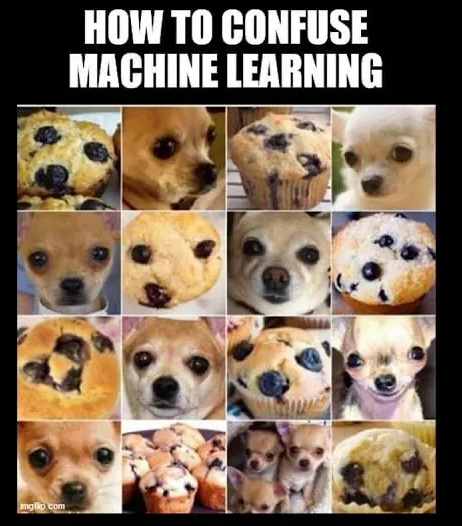 HOW TO CONFUSE
MACHINE LEARNING
imgflip.com